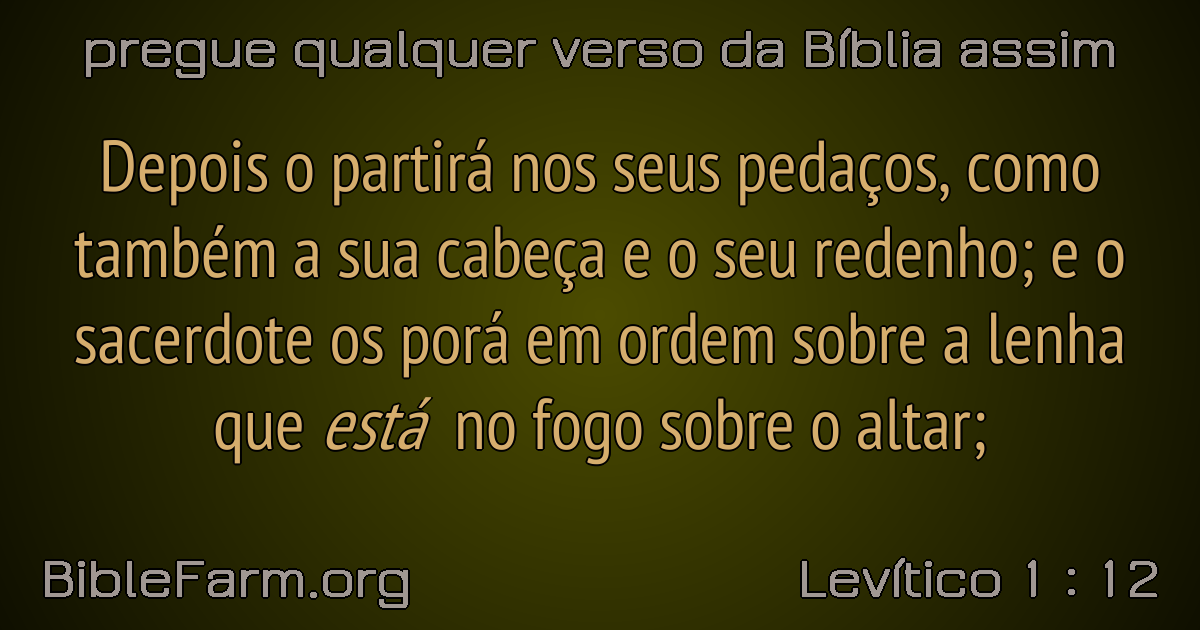 pregue qualquer verso da Bíblia assim
Depois o partirá nos seus pedaços, como
também a sua cabeça e o seu redenho; e o
sacerdote os porá em ordem sobre a lenha
que está no fogo sobre o altar;
BibleFarm.org
Levítico 1 : 12